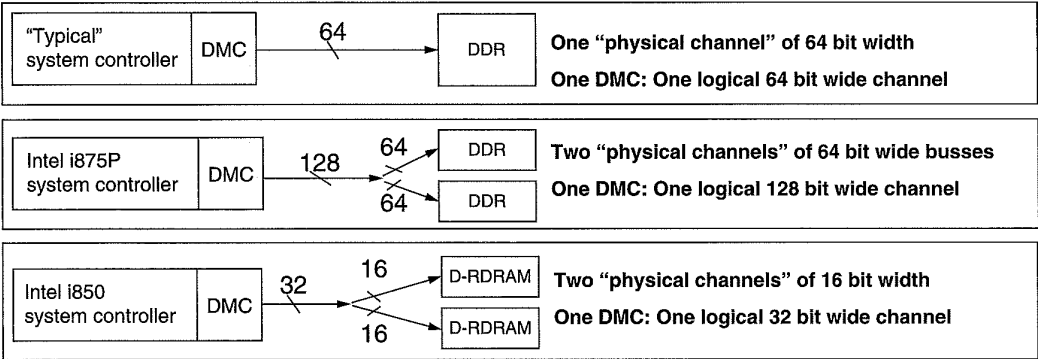 "Typical"
system controller
DMC
64
DDR
One "physical channel" of 64 bit width
One DMC: One logical 64 bit wide channel
Intel i875P
system controller
DMC
128
64
64
DDR
DDR
Two "physical channels" of 64 bit wide busses
One DMC: One logical 128 bit wide channel
Intel i850
system controller
DMC
32
16
16
D-RDRAM
D-RDRAM
Two "physical channels" of 16 bit width
One DMC: One logical 32 bit wide channel